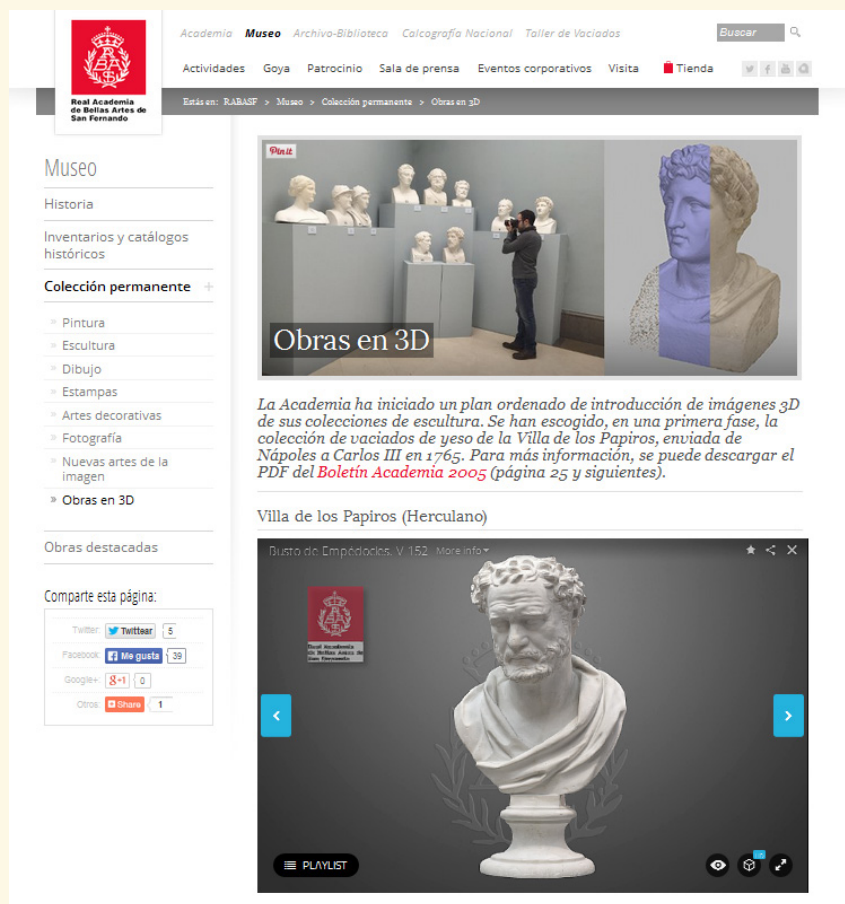 Academia Museo Archivo-Biblioteca Calcografía Nacional Taller de Vaciados
Buscar
Actividades Goya Patrocinio Sala de prensa Eventos corporativos Visita Tienda
Real Academia
de Bellas Artes de
San Fernando
Estás en: RABASF > Museo > Colección permanente > Obras en 3D
Museo
Historia
Inventarios y catálogos
históricos
Colección permanente +
» Pintura
» Escultura
» Dibujo
» Estampas
» Artes decorativas
» Fotografía
» Nuevas artes de la
imagen
» Obras en 3D
Obras destacadas
Comparte esta página:
Twitter: Twittear 5
Facebook: Me gusta 39
Google+: g+1 0
Otros: Share 1
Pin it
Obras en 3D
La Academia ha iniciado un plan ordenado de introducción de imágenes 3D
de sus colecciones de escultura. Se han escogido, en una primera fase, la
colección de vaciados de yeso de la Villa de los Papiros, enviada de
Nápoles a Carlos III en 1765. Para más información, se puede descargar el
PDF del Boletín Academia 2005 (página 25 y siguientes).
Villa de los Papiros (Herculano)
Busto de Empédocles. V-152 More info
Real Academia
de Bellas Artes de
San Fernando
PLAYLIST